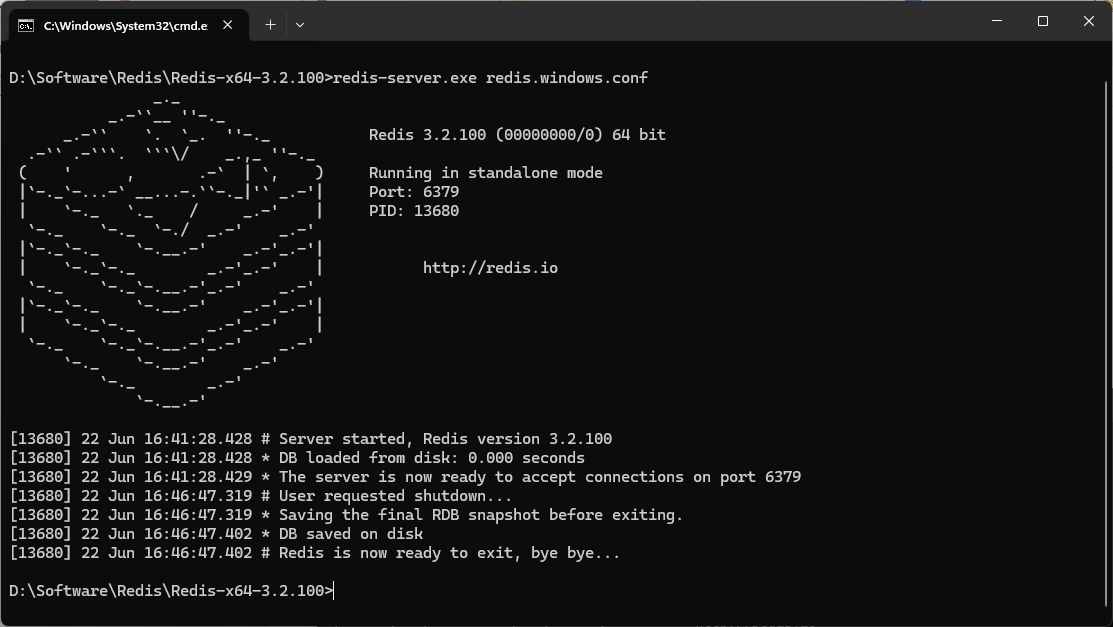 C:\Windows\System32\cmd.e
D:\Software\Redis\Redis-x64-3.2.100>redis-server.exe redis.windows.conf
Redis 3.2.100 (00000000/0) 64 bit
Running in standalone mode
Port: 6379
PID: 13680
http://redis.io
[13680] 22 Jun 16:41:28.428 # Server started, Redis version 3.2.100
[13680] 22 Jun 16:41:28.428 * DB loaded from disk: 0.000 seconds
[13680] 22 Jun 16:41:28.429 * The server is now ready to accept connections on port 6379
[13680] 22 Jun 16:46:47.319 # User requested shutdown...
[13680] 22 Jun 16:46:47.319 * Saving the final RDB snapshot before exiting.
[13680] 22 Jun 16:46:47.402 * DB saved on disk
[13680] 22 Jun 16:46:47.402 # Redis is now ready to exit, bye bye...
D:\Software\Redis\Redis-x64-3.2.100>